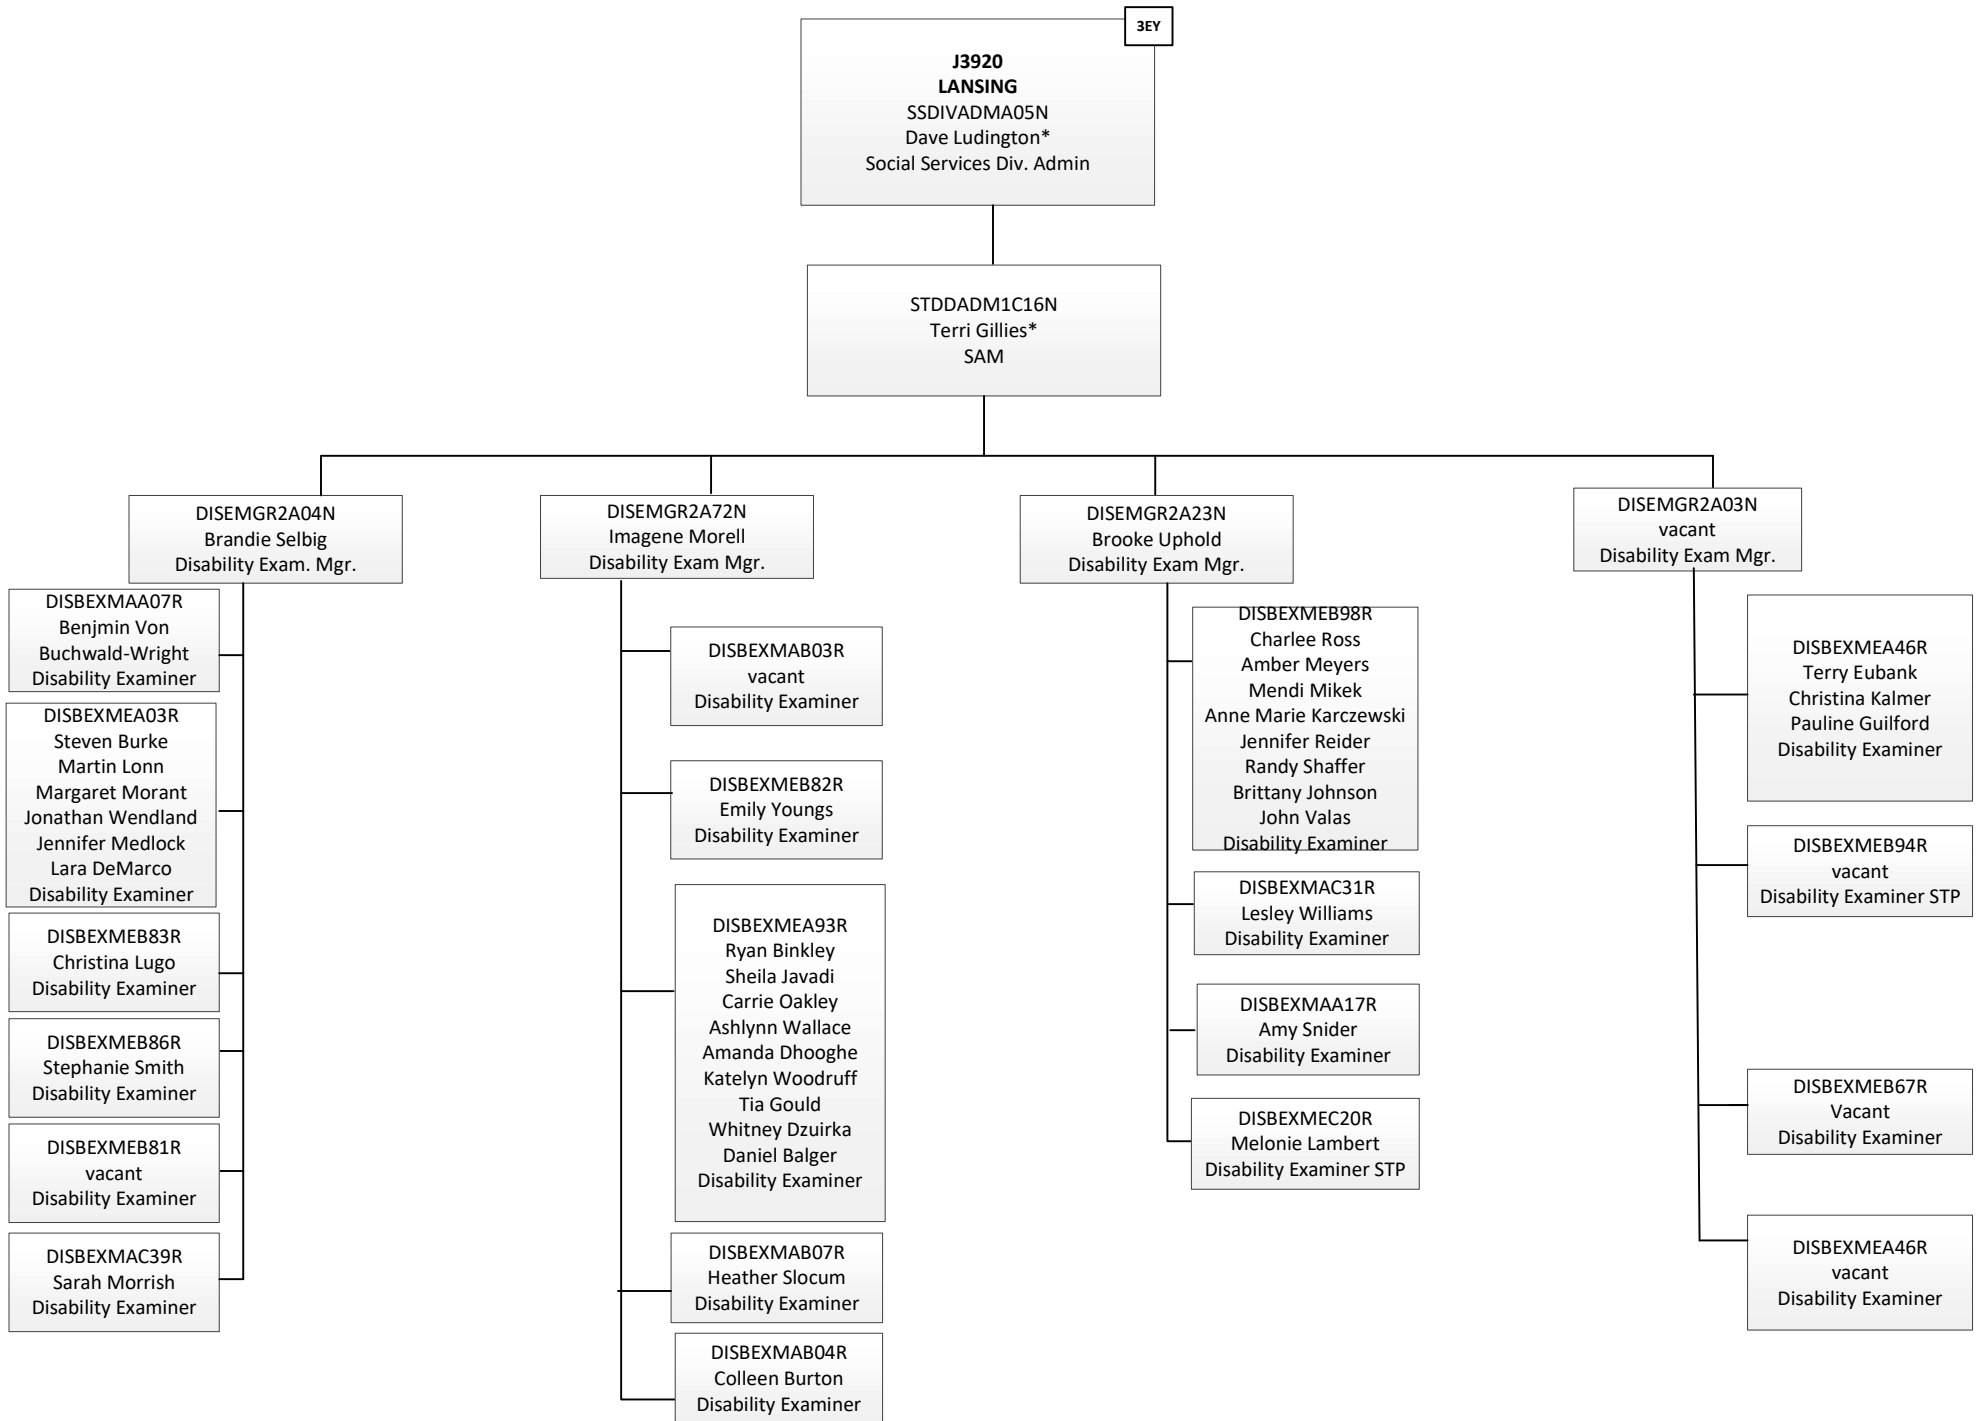 3EY
J3920
LANSING
SSDIVADMA05N
Dave Ludington*
Social Services Div. Admin
STDDADM1C16N
Terri Gillies*
SAM
DISEMGR2A04N
Brandie Selbig
Disability Exam. Mgr.
DISBEXMAA07R
Benjmin Von
Buchwald-Wright
Disability Examiner
DISBEXMEA03R
Steven Burke
Martin Lonn
Margaret Morant
Jonathan Wendland
Jennifer Medlock
Lara DeMarco
Disability Examiner
DISBEXMEB83R
Christina Lugo
Disability Examiner
DISBEXMEB86R
Stephanie Smith
Disability Examiner
DISBEXMEB81R
vacant
Disability Examiner
DISBEXMAC39R
Sarah Morrish
Disability Examiner
DISEMGR2A72N
Imagene Morell
Disability Exam Mgr.
DISBEXMAB03R
vacant
Disability Examiner
DISBEXMEB82R
Emily Youngs
Disability Examiner
DISBEXMEA93R
Ryan Binkley
Sheila Javadi
Carrie Oakley
Ashlynn Wallace
Amanda Dhooghe
Katelyn Woodruff
Tia Gould
Whitney Dzuirka
Daniel Balger
Disability Examiner
DISBEXMAB07R
Heather Slocum
Disability Examiner
DISBEXMAB04R
Colleen Burton
Disability Examiner
DISEMGR2A23N
Brooke Uphold
Disability Exam Mgr.
DISBEXMEB98R
Charlee Ross
Amber Meyers
Mendi Mikek
Anne Marie Karczewski
Jennifer Reider
Randy Shaffer
Brittany Johnson
John Valas
Disability Examiner
DISBEXMAC31R
Lesley Williams
Disability Examiner
DISBEXMAA17R
Amy Snider
Disability Examiner
DISBEXMEC20R
Melonie Lambert
Disability Examiner STP
DISEMGR2A03N
vacant
Disability Exam Mgr.
DISBEXMEA46R
Terry Eubank
Christina Kalmer
Pauline Guilford
Disability Examiner
DISBEXMEB94R
vacant
Disability Examiner STP
DISBEXMEB67R
Vacant
Disability Examiner
DISBEXMEA46R
vacant
Disability Examiner